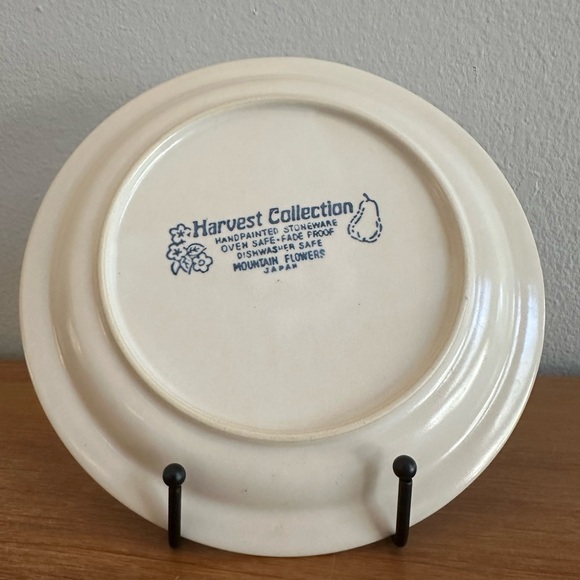 Harvest Collection
HANDPAINTED STONEWARE
OVEN SAFE-FADE PROOF
DISHWASHER SAFE
MOUNTAIN FLOWERS
JAPAN